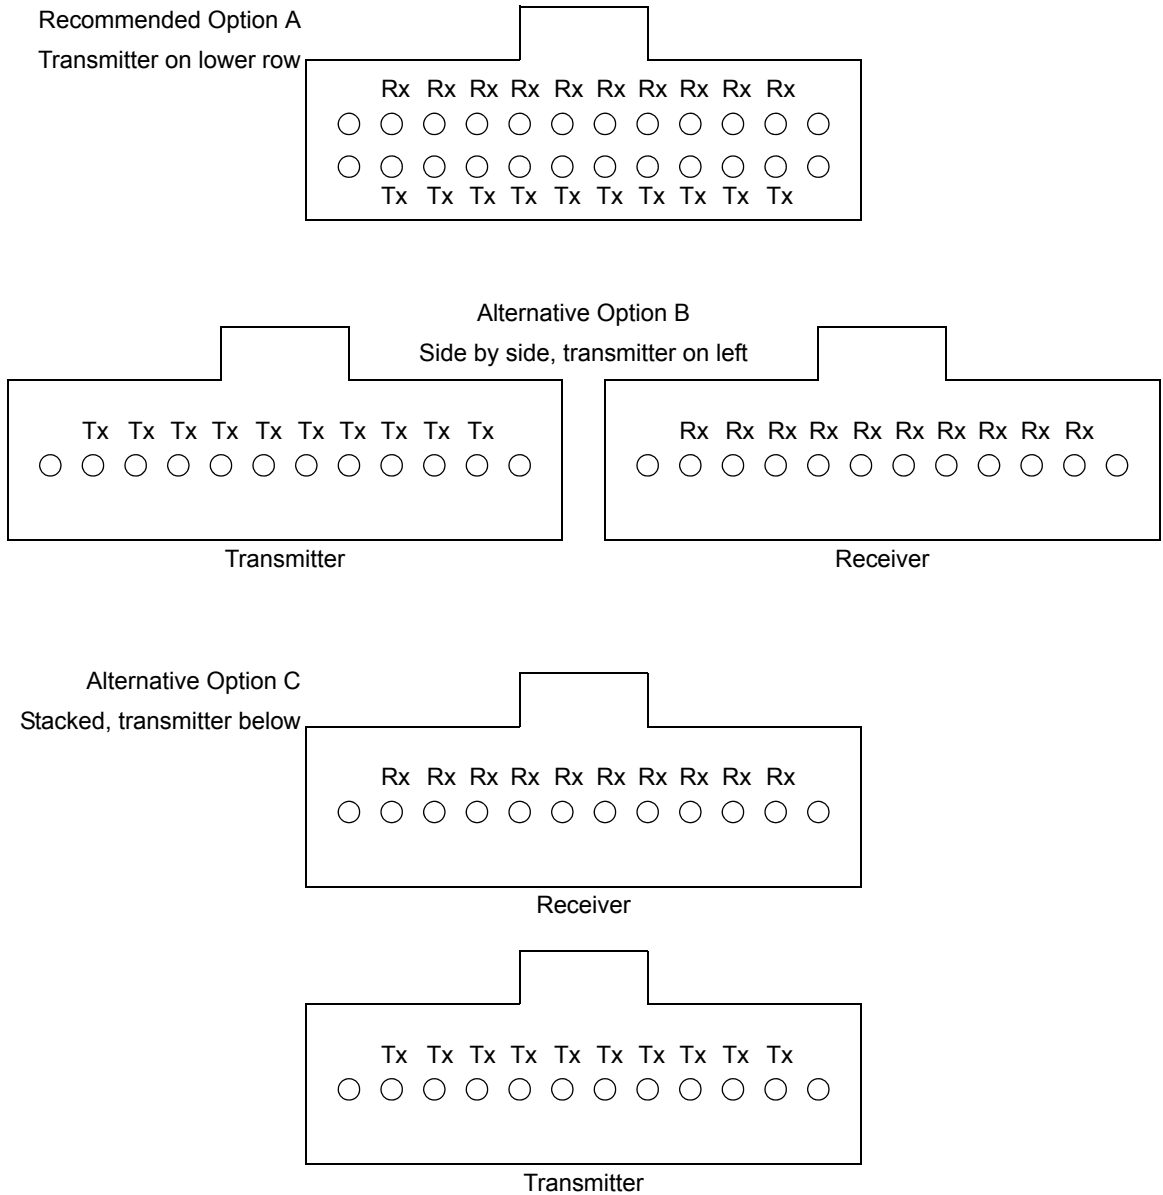 Recommended Option A
Transmitter on lower row
Rx Rx Rx Rx Rx Rx Rx Rx Rx Rx
Tx Tx Tx Tx Tx Tx Tx Tx Tx Tx
Alternative Option B
Side by side, transmitter on left
Tx Tx Tx Tx Tx Tx Tx Tx Tx Tx
Rx Rx Rx Rx Rx Rx Rx Rx Rx Rx
Transmitter
Receiver
Alternative Option C
Stacked, transmitter below
Rx Rx Rx Rx Rx Rx Rx Rx Rx Rx
Receiver
Tx Tx Tx Tx Tx Tx Tx Tx Tx Tx
Transmitter